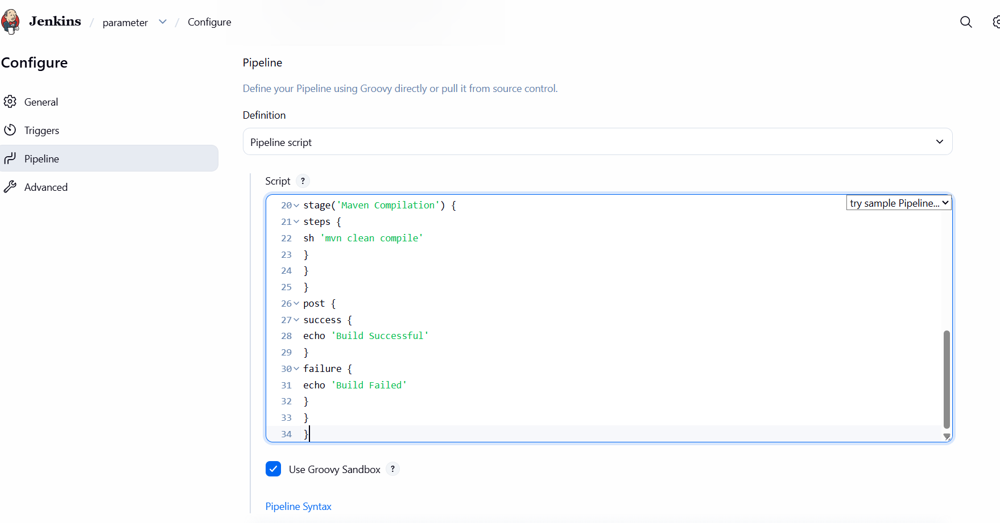 Jenkins / parameter / Configure
Configure
General
Triggers
Pipeline
Advanced
Pipeline
Define your Pipeline using Groovy directly or pull it from source control.
Definition
Pipeline script
Script ?
try sample Pipeline...
20 stage('Maven Compilation') {
21 steps {
22 sh 'mvn clean compile'
23 }
24 }
25 }
26 post {
27 success {
28 echo 'Build Successful'
29 }
30 failure {
31 echo 'Build Failed'
32 }
33 }
34 }
Use Groovy Sandbox ?
Pipeline Syntax